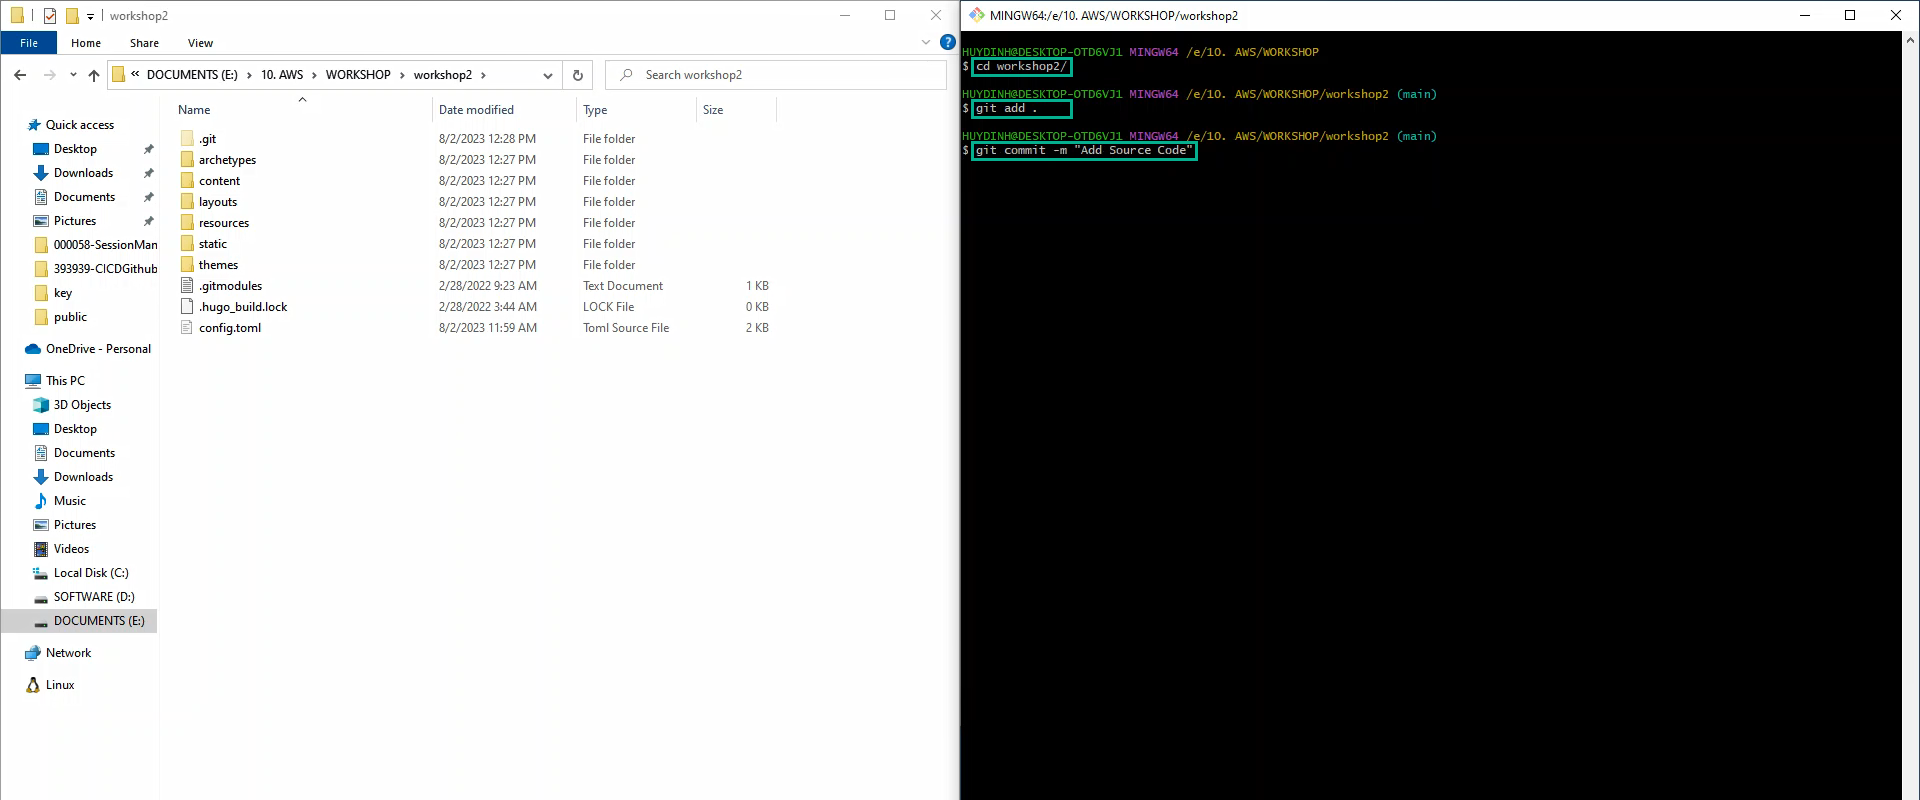 workshop2
File Home Share View
« DOCUMENTS (E:) > 10. AWS > WORKSHOP > workshop2 >
Search workshop2
Quick access
Desktop
Downloads
Documents
Pictures
000058-SessionMan
393939-CICDGithub
key
public
OneDrive - Personal
This PC
3D Objects
Desktop
Documents
Downloads
Music
Pictures
Videos
Local Disk (C:)
SOFTWARE (D:)
DOCUMENTS (E:)
Network
Linux
Name Date modified Type Size
.git 8/2/2023 12:28 PM File folder
archetypes 8/2/2023 12:27 PM File folder
content 8/2/2023 12:27 PM File folder
layouts 8/2/2023 12:27 PM File folder
resources 8/2/2023 12:27 PM File folder
static 8/2/2023 12:27 PM File folder
themes 8/2/2023 12:27 PM File folder
.gitmodules 2/28/2022 9:23 AM Text Document 1 KB
.hugo_build.lock 2/28/2022 3:44 AM LOCK File 0 KB
config.toml 8/2/2023 11:59 AM Toml Source File 2 KB
MINGW64:/e/10. AWS/WORKSHOP/workshop2
HUYDINH@DESKTOP-OTD6VJ1 MINGW64 /e/10. AWS/WORKSHOP
$ cd workshop2/
HUYDINH@DESKTOP-OTD6VJ1 MINGW64 /e/10. AWS/WORKSHOP/workshop2 (main)
$ git add .
HUYDINH@DESKTOP-OTD6VJ1 MINGW64 /e/10. AWS/WORKSHOP/workshop2 (main)
$ git commit -m "Add Source Code"